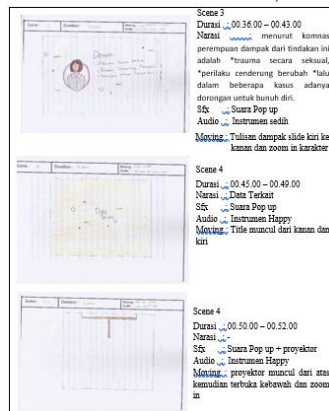 Scene 3
Durasi : 00.36.00 – 00.43.00
Narasi : menurut komnas
perempuan dampak dari tindakan ini
adalah *trauma secara seksual,
*perilaku cenderung berubah *lalu
dalam beberapa kasus adanya
dorongan untuk bunuh diri.
Sfx : Suara Pop up
Audio : Instrumen sedih
Moving : Tulisan dampak slide kiri ke
kanan dan zoom in karakter
Scene 4
Durasi : 00.45.00 – 00.49.00
Narasi : Data Terkait
Sfx : Suara Pop up
Audio : Instrumen Happy
Moving : Title muncul dari kanan dan
kiri
Scene 4
Durasi : 00.50.00 – 00.52.00
Narasi : -
Sfx : Suara Pop up + proyektor
Audio : Instrumen Happy
Moving : proyektor muncul dari atas
kemudian terbuka kebawah dan zoom
in